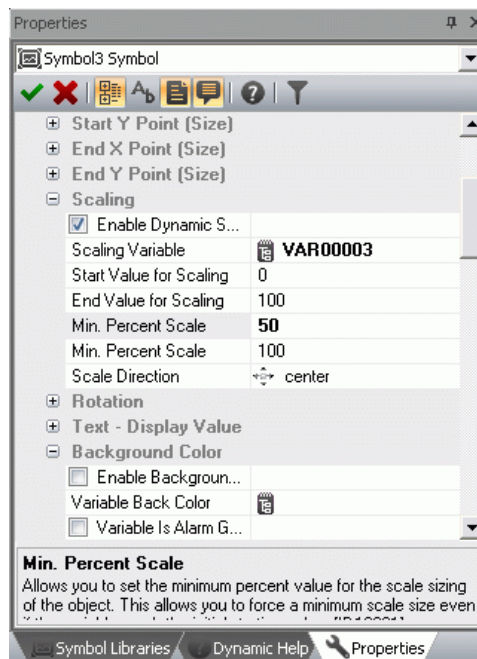 Properties
Symbol3 Symbol
Start Y Point (Size)
End X Point (Size)
End Y Point (Size)
Scaling
Enable Dynamic S...
Scaling Variable VAR00003
Start Value for Scaling 0
End Value for Scaling 100
Min. Percent Scale 50
Min. Percent Scale 100
Scale Direction center
Rotation
Text - Display Value
Background Color
Enable Backgroun...
Variable Back Color
Variable Is Alarm G...
Min. Percent Scale
Allows you to set the minimum percent value for the scale sizing
of the object. This allows you to force a minimum scale size even
Symbol Libraries Dynamic Help Properties